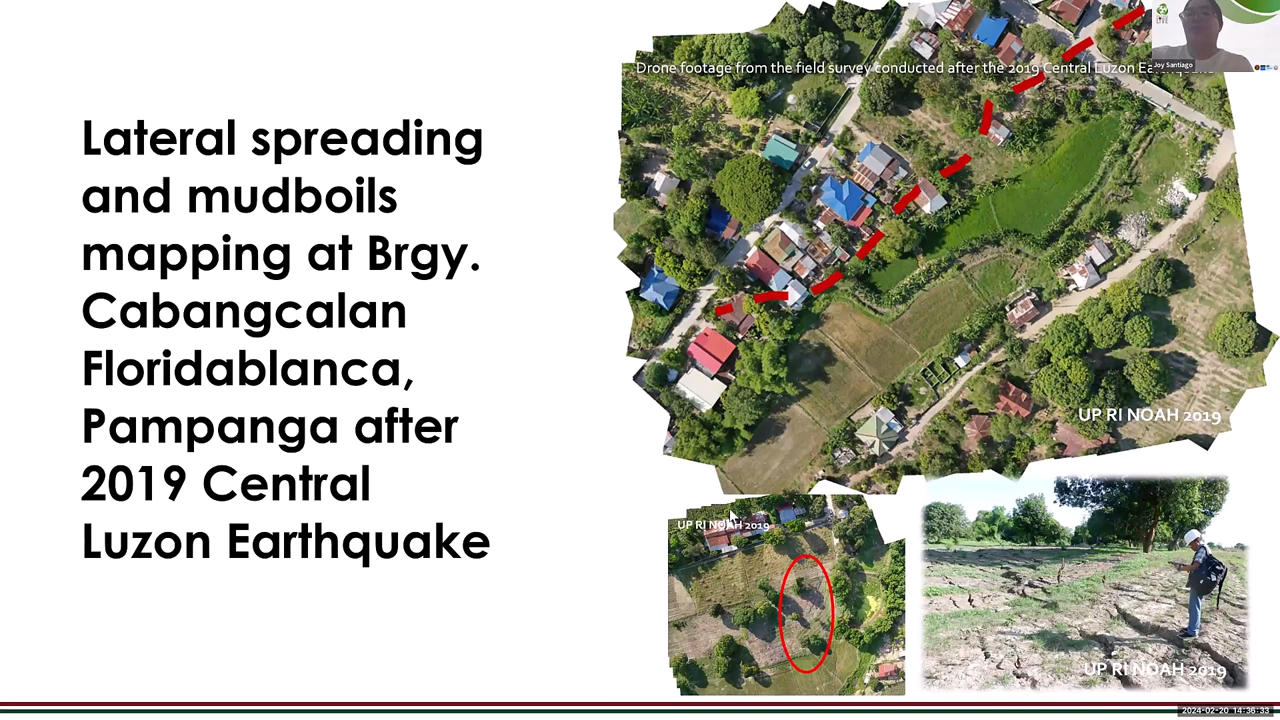 Lateral spreading
and mudboils
mapping at Brgy.
Cabangcalan
Floridablanca,
Pampanga after
2019 Central
Luzon Earthquake
Drone footage from the field survey conducted after the 2019 Central Luzon Earthquake
Joy Santiago
UP RI NOAH 2019
UP RI NOAH 2019
UP RI NOAH 2019
2024-02-20 14:36:33